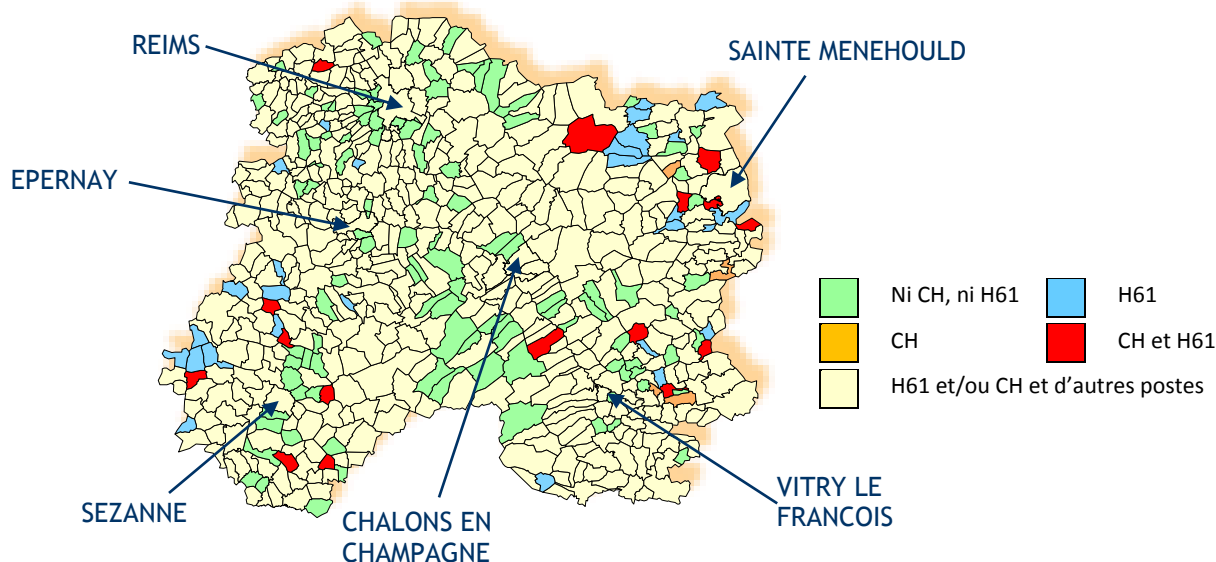 REIMS
SAINTE MENEHOULD
EPERNAY
Ni CH, ni H61
H61
CH
CH et H61
H61 et/ou CH et d'autres postes
SEZANNE
CHALONS EN
CHAMPAGNE
VITRY LE
FRANCOIS